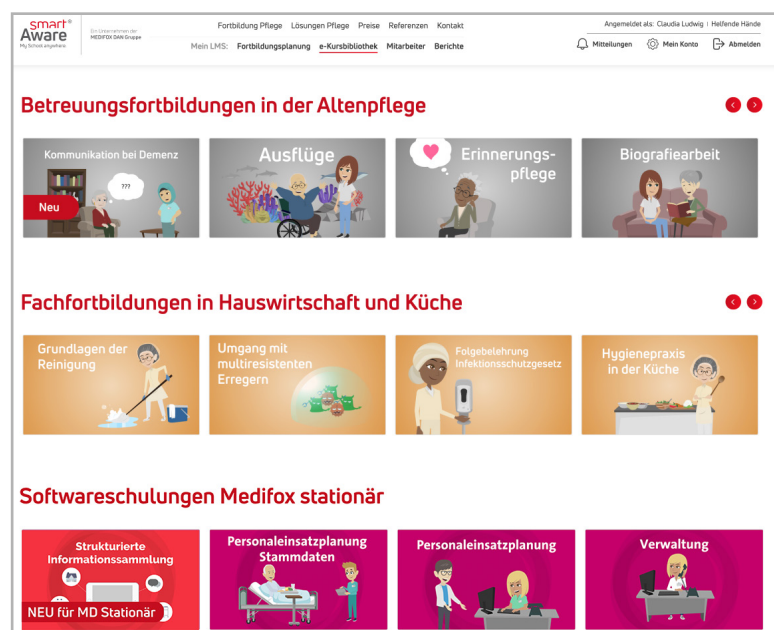 smart®
Aware
My School anywhere.
Ein Unternehmen der
MEDIFOX DAN Gruppe
Fortbildung Pflege Lösungen Pflege Preise Referenzen Kontakt
Angemeldet als: Claudia Ludwig | Helfende Hände
Mein LMS: Fortbildungsplanung e-Kursbibliothek Mitarbeiter Berichte
Mitteilungen Mein Konto Abmelden
Betreuungsfortbildungen in der Altenpflege
Kommunikation bei Demenz
???
Neu
Ausflüge
Erinnerungs-
pflege
Biografiearbeit
Fachfortbildungen in Hauswirtschaft und Küche
Grundlagen der
Reinigung
Umgang mit
multiresistenten
Erregern
Folgebelehrung
Infektionsschutzgesetz
Hygienepraxis
in der Küche
Softwareschulungen Medifox stationär
Strukturierte
Informationssammlung
NEU für MD Stationär
Personaleinsatzplanung
Stammdaten
Personaleinsatzplanung
Verwaltung